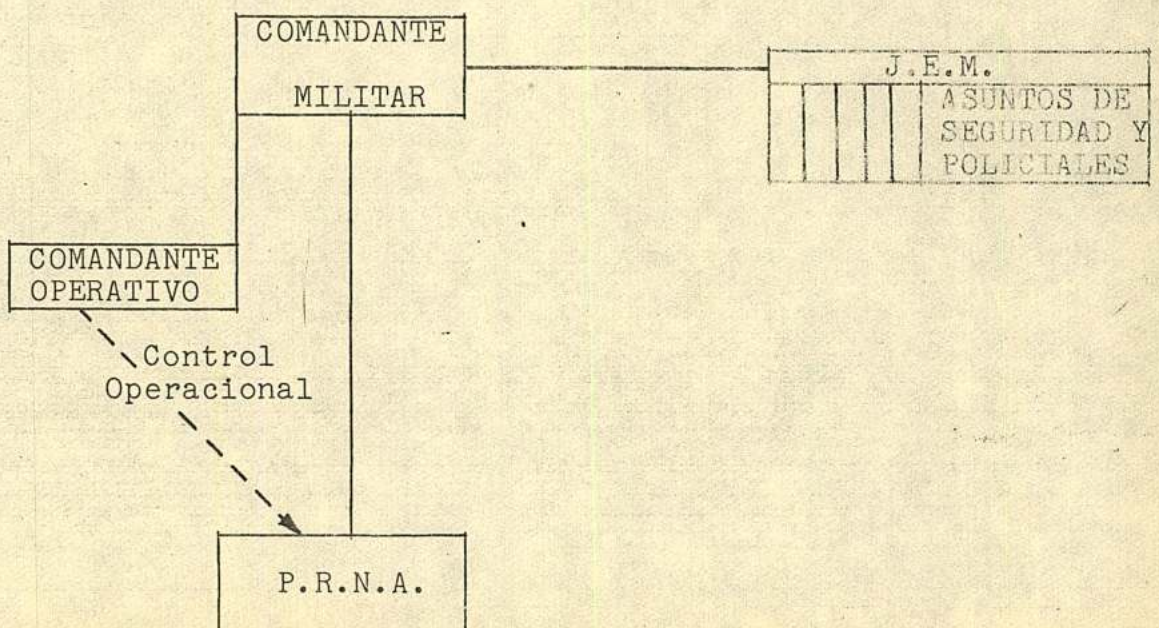 COMANDANTE
MILITAR
J.E.M.
ASUNTOS DE
SEGURIDAD Y
POLICIALES
COMANDANTE
OPERATIVO
Control
Operacional
P.R.N.A.